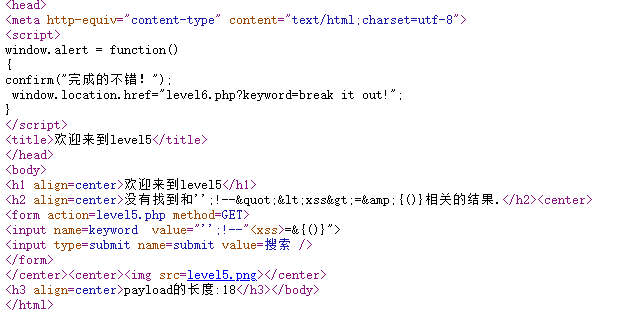 <head>
<meta http-equiv="content-type" content="text/html;charset=utf-8">
<script>
window.alert = function()
{
confirm("完成的不错！");
 window.location.href="level6.php?keyword=break it out!";
}
</script>
<title>欢迎来到level5</title>
</head>
<body>
<h1 align=center>欢迎来到level5</h1>
<h2 align=center>没有找到和'';!--&quot;&lt;xss&gt;=&amp;{()}相关的结果.</h2><center>
<form action=level5.php method=GET>
<input name=keyword  value="'';!--"<xss>=&{()}">
<input type=submit name=submit value=搜索 />
</form>
</center><center><img src=level5.png></center>
<h3 align=center>payload的长度:18</h3></body>
</html>